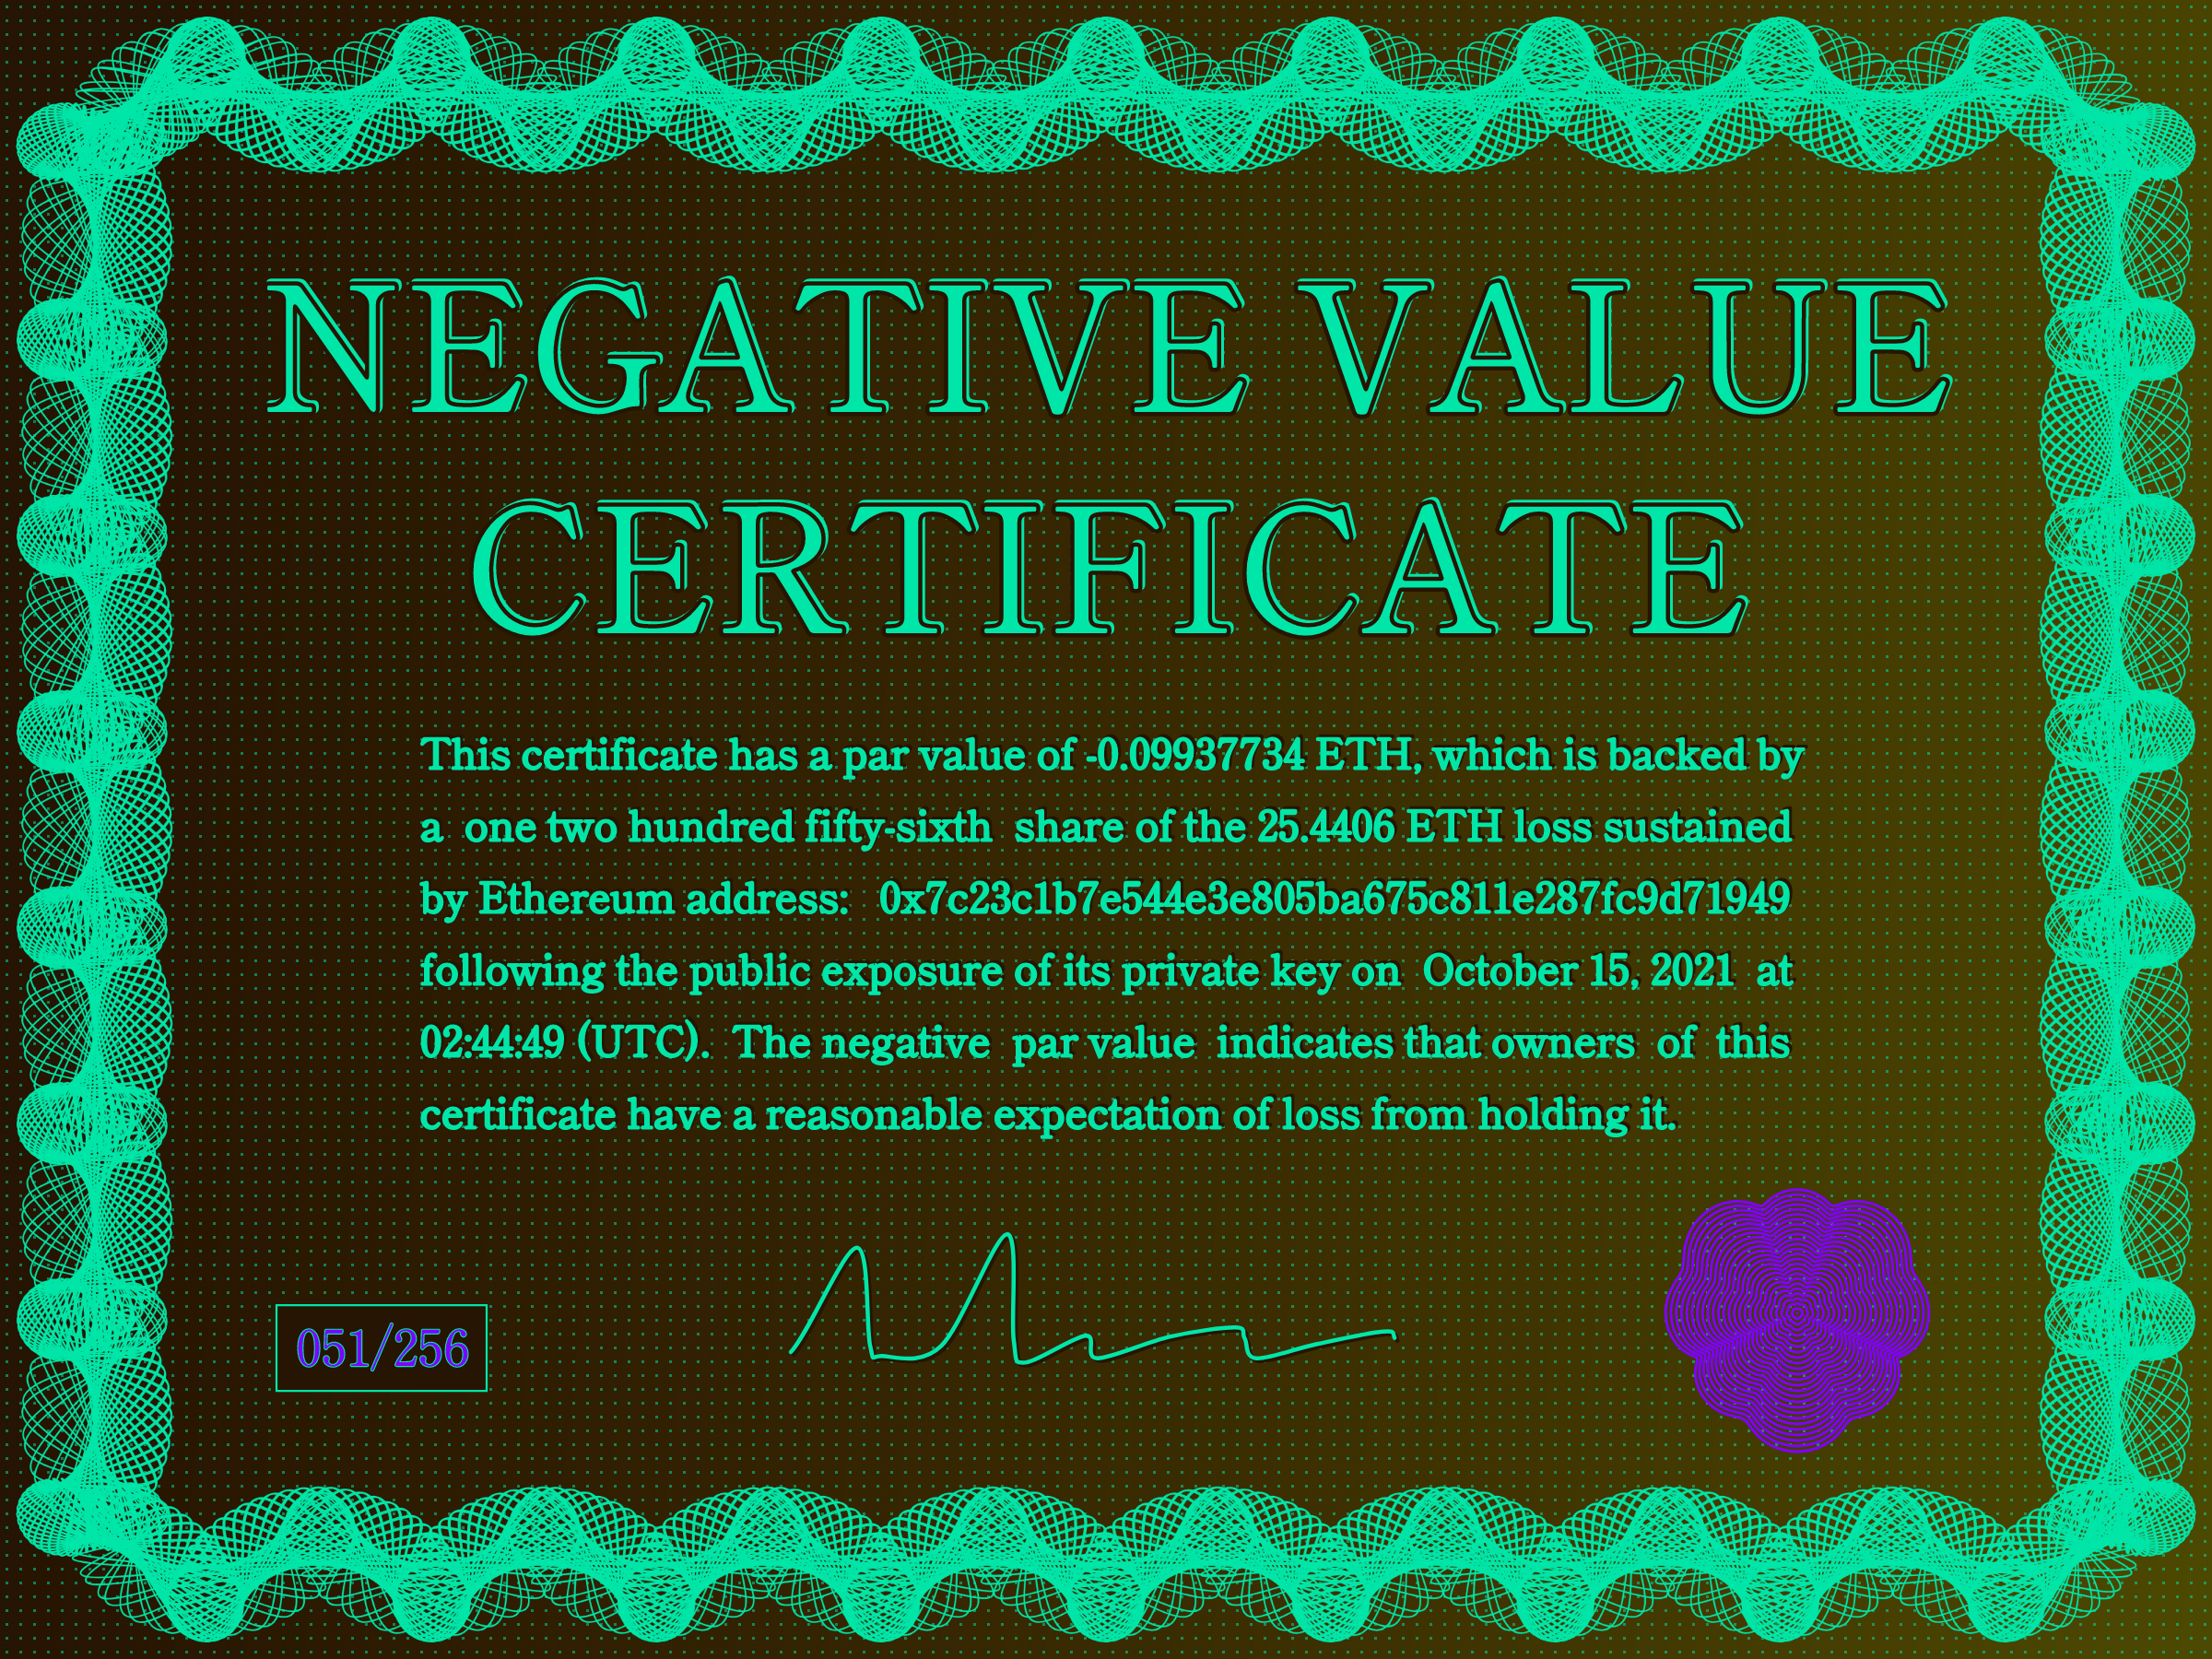 NEGATIVE VALUE
CERTIFICATE
This certificate has a par value of -0.09937734 ETH, which is backed by
a one two hundred fifty-sixth share of the 25.4406 ETH loss sustained
by Ethereum address: 0x7c23c1b7e544e3e805ba675c811e287fc9d71949
following the public exposure of its private key on October 15, 2021 at
02:44:49 (UTC). The negative par value indicates that owners of this
certificate have a reasonable expectation of loss from holding it.
051/256